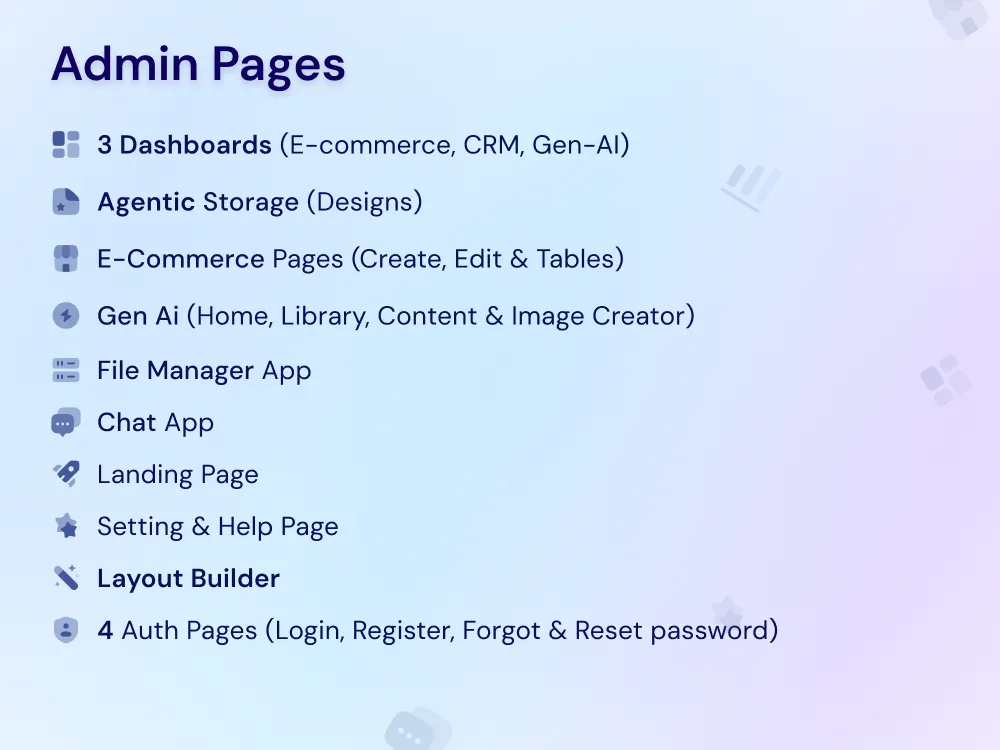 Admin Pages
3 Dashboards (E-commerce, CRM, Gen-AI)
Agentic Storage (Designs)
E-Commerce Pages (Create, Edit & Tables)
Gen Ai (Home, Library, Content & Image Creator)
File Manager App
Chat App
Landing Page
Setting & Help Page
Layout Builder
4 Auth Pages (Login, Register, Forgot & Reset password)